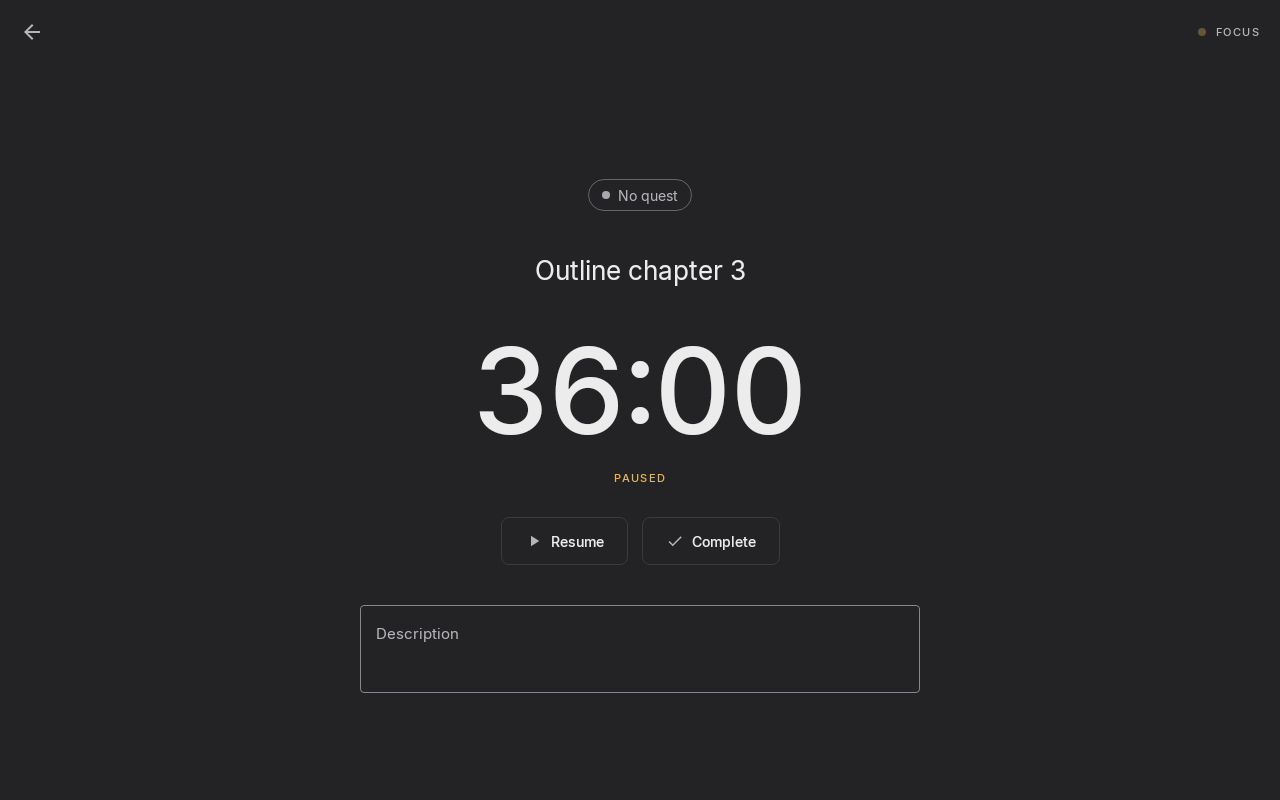 FOCUS
No quest
Outline chapter 3
36:00
PAUSED
Resume
Complete
Description